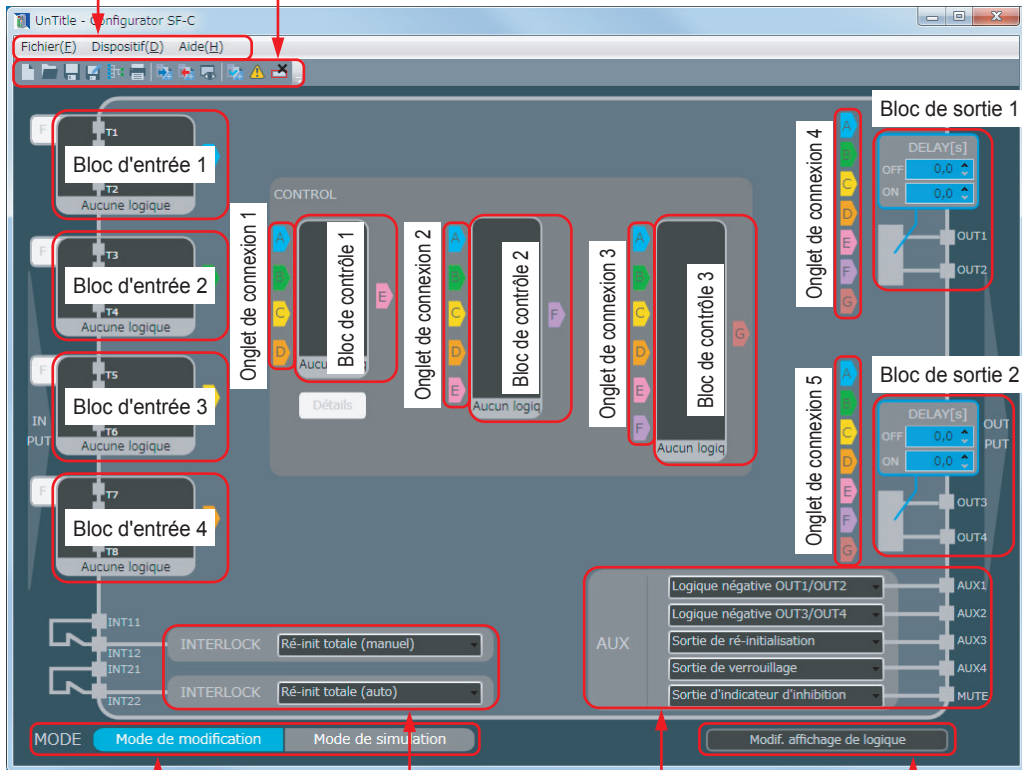 UnTitle - Configurator SF-C
Fichier(F) Dispositif(D) Aide(H)
F
T1
Bloc d'entrée 1
T2
Aucune logique
F
T3
Bloc d'entrée 2
T4
Aucune logique
F
T5
Bloc d'entrée 3
T6
Aucune logique
F
T7
Bloc d'entrée 4
T8
Aucune logique
IN
PUT
CONTROL
Onglet de connexion 1
A
B
C
D
Bloc de contrôle 1
Aucun logiq
E
Détails
Onglet de connexion 2
A
B
C
D
E
Bloc de contrôle 2
Aucun logiq
F
Onglet de connexion 3
A
B
C
D
E
F
Bloc de contrôle 3
Aucun logiq
G
Onglet de connexion 4
A
B
C
D
E
F
G
Bloc de sortie 1
DELAY[s]
OFF 0,0
ON 0,0
OUT1
OUT2
Onglet de connexion 5
A
B
C
D
E
F
G
Bloc de sortie 2
DELAY[s]
OFF 0,0
ON 0,0
OUT3
OUT4
OUT
PUT
INT11
INT12
INT21
INT22
INTERLOCK Ré-init totale (manuel)
INTERLOCK Ré-init totale (auto)
AUX
Logique négative OUT1/OUT2 AUX1
Logique négative OUT3/OUT4 AUX2
Sortie de ré-initialisation AUX3
Sortie de verrouillage AUX4
Sortie d'indicateur d'inhibition MUTE
MODE Mode de modification Mode de simulation
Modif. affichage de logique